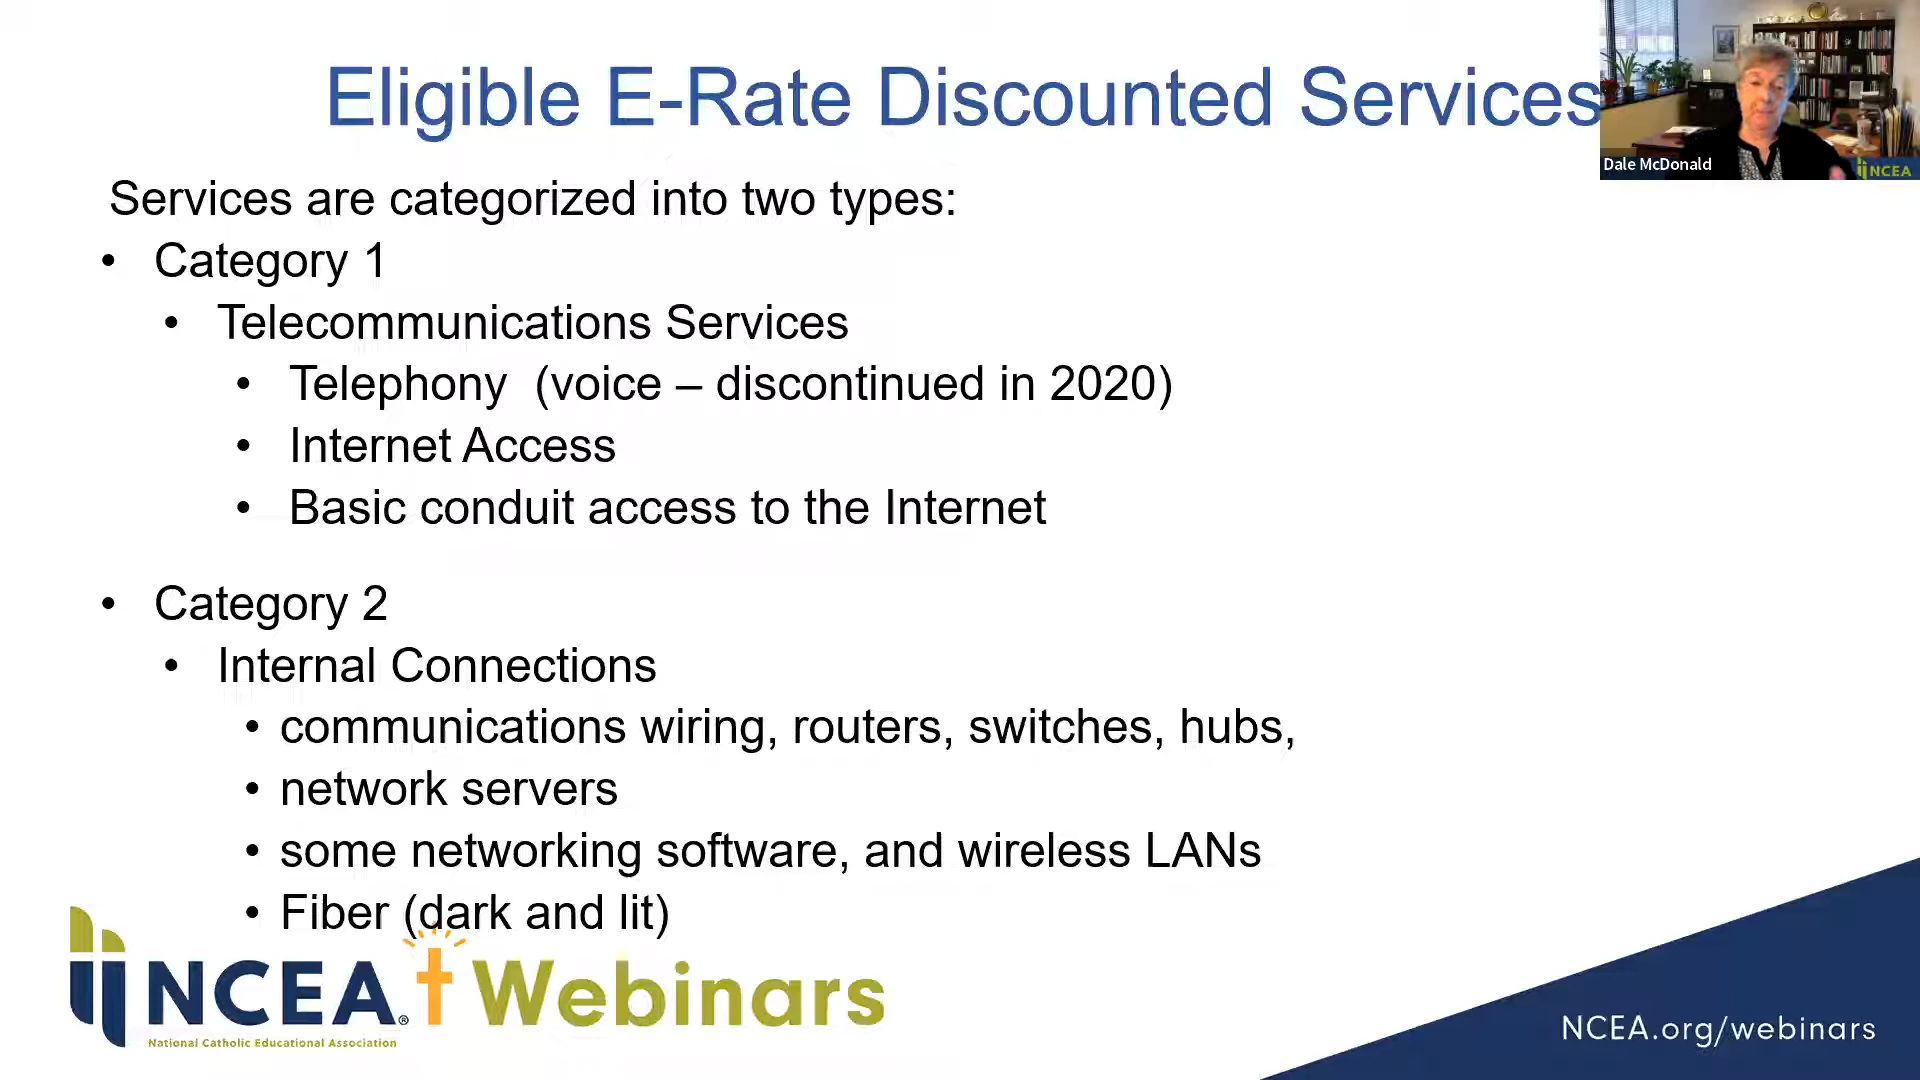 Eligible E-Rate Discounted Services
Dale McDonald
NCEA
Services are categorized into two types:
• Category 1
• Telecommunications Services
• Telephony (voice – discontinued in 2020)
• Internet Access
• Basic conduit access to the Internet
• Category 2
• Internal Connections
• communications wiring, routers, switches, hubs,
• network servers
• some networking software, and wireless LANs
• Fiber (dark and lit)
NCEA® Webinars
National Catholic Educational Association
NCEA.org/webinars